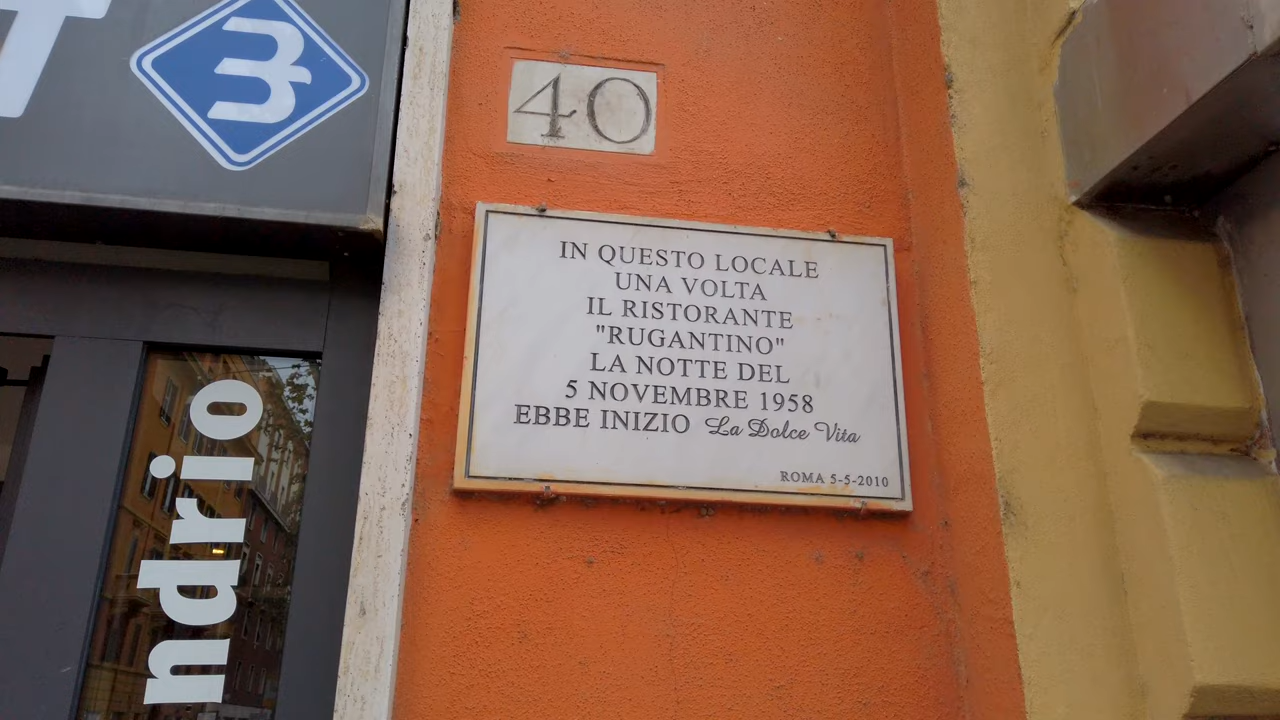 40
IN QUESTO LOCALE
UNA VOLTA
IL RISTORANTE
"RUGANTINO"
LA NOTTE DEL
5 NOVEMBRE 1958
EBBE INIZIO La Dolce Vita
ROMA 5-5-2010
ndrio